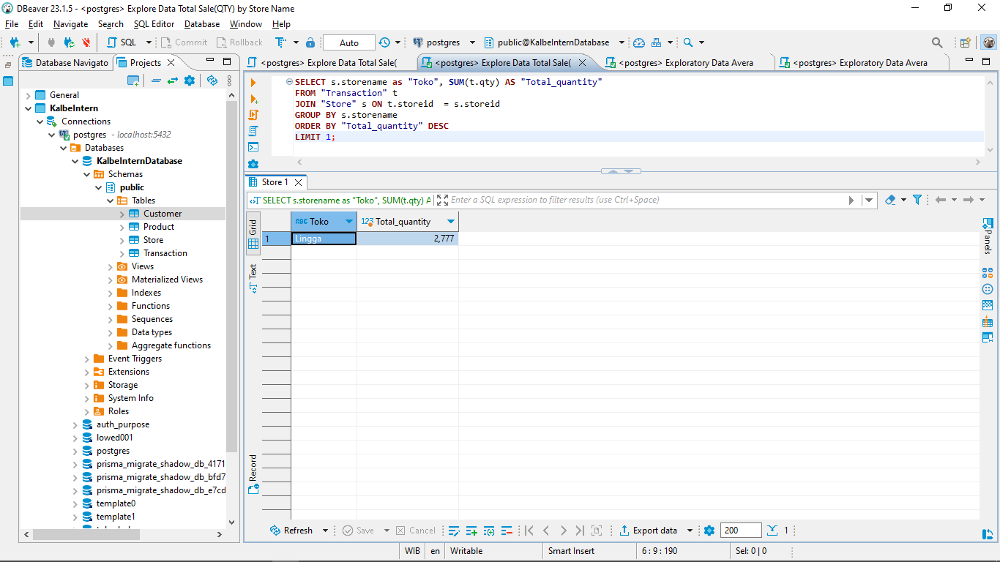 DBeaver 23.1.5 - <postgres> Explore Data Total Sale(QTY) by Store Name
File Edit Navigate Search SQL Editor Database Window Help
SQL Commit Rollback Auto postgres public@KalbeInternDatabase
Database Navigato Projects
<postgres> Explore Data Total Sale( <postgres> Explore Data Total Sale( <postgres> Exploratory Data Avera <postgres> Exploratory Data Avera
General
KalbeIntern
Connections
postgres - localhost:5432
Databases
KalbeInternDatabase
Schemas
public
Tables
Customer
Product
Store
Transaction
Views
Materialized Views
Indexes
Functions
Sequences
Data types
Aggregate functions
Event Triggers
Extensions
Storage
System Info
Roles
auth_purpose
lowed001
postgres
prisma_migrate_shadow_db_4171
prisma_migrate_shadow_db_bfd7
prisma_migrate_shadow_db_e7cd
template0
template1
SELECT s.storename as "Toko", SUM(t.qty) AS "Total_quantity"
FROM "Transaction" t
JOIN "Store" s ON t.storeid  = s.storeid
GROUP BY s.storename
ORDER BY "Total_quantity" DESC
LIMIT 1;
Store 1
SELECT s.storename as "Toko", SUM(t.qty) A Enter a SQL expression to filter results (use Ctrl+Space)
Grid
Text
Record
ABC Toko 123 Total_quantity
1 Lingga 2,777
Panels
Refresh Save Cancel Export data 200 1
WIB en Writable Smart Insert 6 : 9 : 190 Sel: 0 | 0